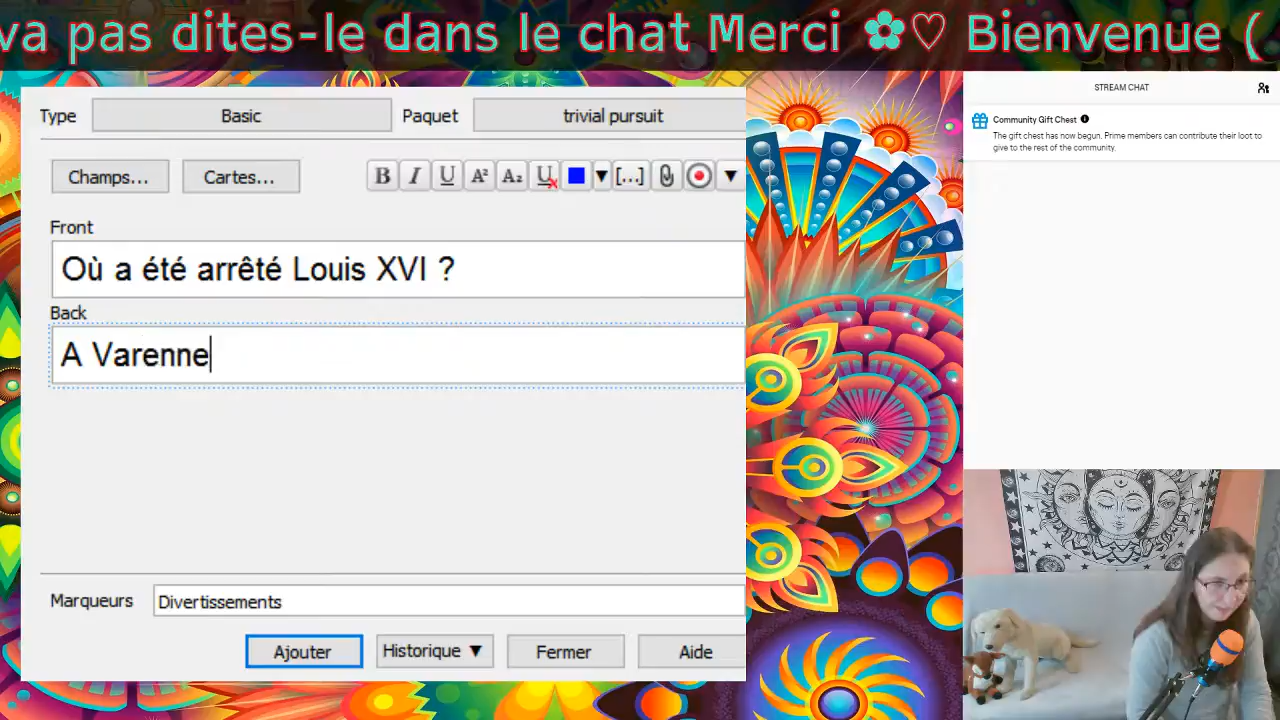 va pas dites-le dans le chat Merci ✿♡ Bienvenue (
Type Basic Paquet trivial pursuit
Champs... Cartes... B I U A² A₂ U [...]
Front
Où a été arrêté Louis XVI ?
Back
A Varenne
Marqueurs Divertissements
Ajouter Historique ▼ Fermer Aide
STREAM CHAT
Community Gift Chest
The gift chest has now begun. Prime members can contribute their loot to
give to the rest of the community.